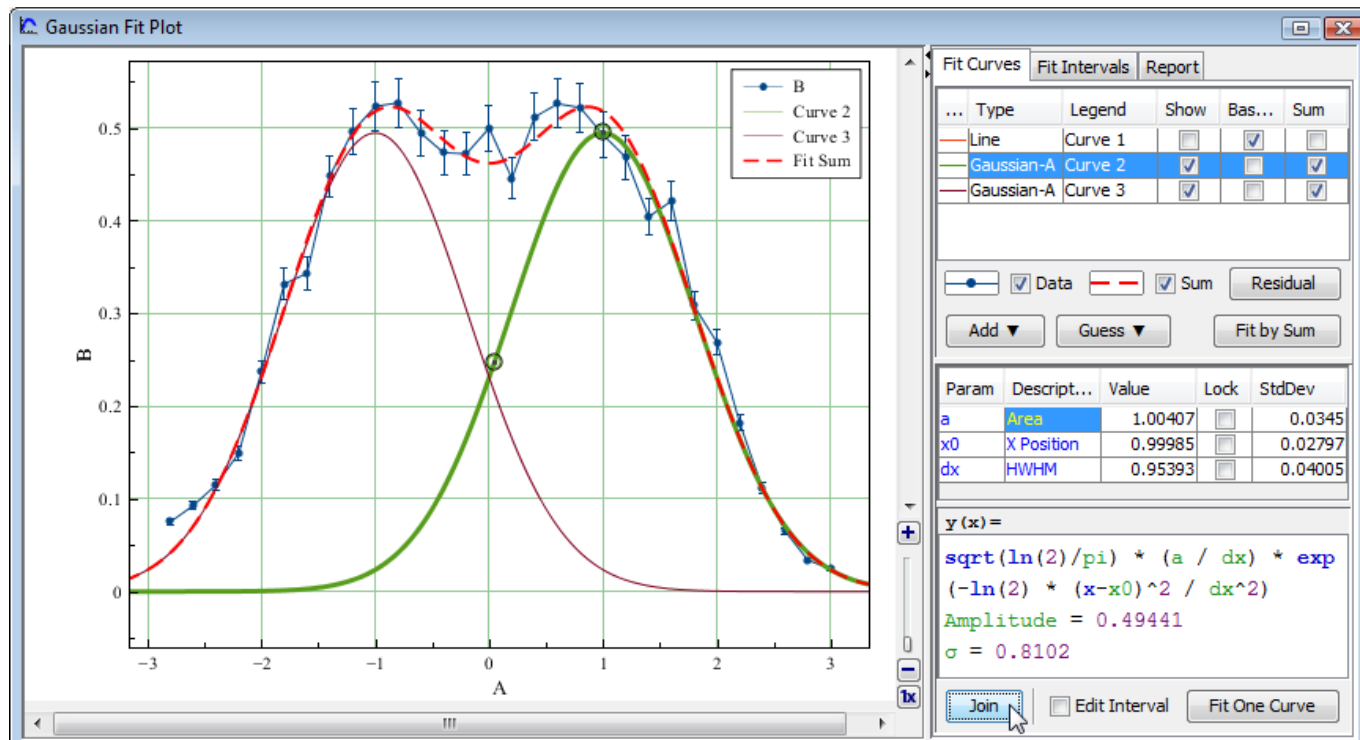 Gaussian Fit Plot
B
Curve 2
Curve 3
Fit Sum
0.5
0.4
0.3
0.2
0.1
0
B
−3
−2
−1
0
1
2
3
A
1x
Fit Curves Fit Intervals Report
... Type Legend Show Bas... Sum
Line Curve 1
Gaussian-A Curve 2
Gaussian-A Curve 3
Data Sum Residual
Add ▼ Guess ▼ Fit by Sum
Param Descript... Value Lock StdDev
a Area 1.00407 0.0345
x0 X Position 0.99985 0.02797
dx HWHM 0.95393 0.04005
y(x)=
sqrt(ln(2)/pi) * (a / dx) * exp
(-ln(2) * (x-x0)^2 / dx^2)
Amplitude = 0.49441
σ = 0.8102
Join Edit Interval Fit One Curve